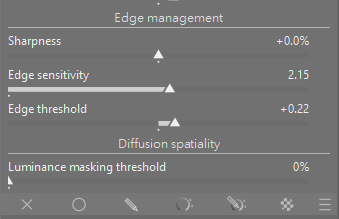 Edge management
Sharpness +0.0%
Edge sensitivity 2.15
Edge threshold +0.22
Diffusion spatiality
Luminance masking threshold 0%